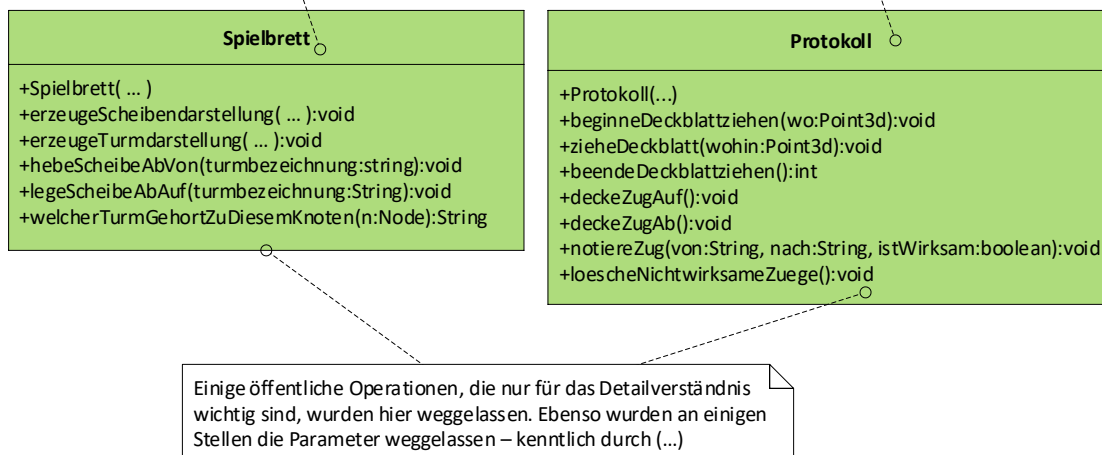 Spielbrett
+Spielbrett( ... )
+erzeugeScheibendarstellung( ... ):void
+erzeugeTurmdarstellung( ... ):void
+hebeScheibeAbVon(turmbezeichnung:string):void
+legeScheibeAbAuf(turmbezeichnung:String):void
+welcherTurmGehortZuDiesemKnoten(n:Node):String
Protokoll
+Protokoll(...)
+beginneDeckblattziehen(wo:Point3d):void
+zieheDeckblatt(wohin:Point3d):void
+beendeDeckblattziehen():int
+deckeZugAuf():void
+deckeZugAb():void
+notiereZug(von:String, nach:String, istWirksam:boolean):void
+loescheNichtwirksameZuege():void
Einige öffentliche Operationen, die nur für das Detailverständnis
wichtig sind, wurden hier weggelassen. Ebenso wurden an einigen
Stellen die Parameter weggelassen – kenntlich durch (...)